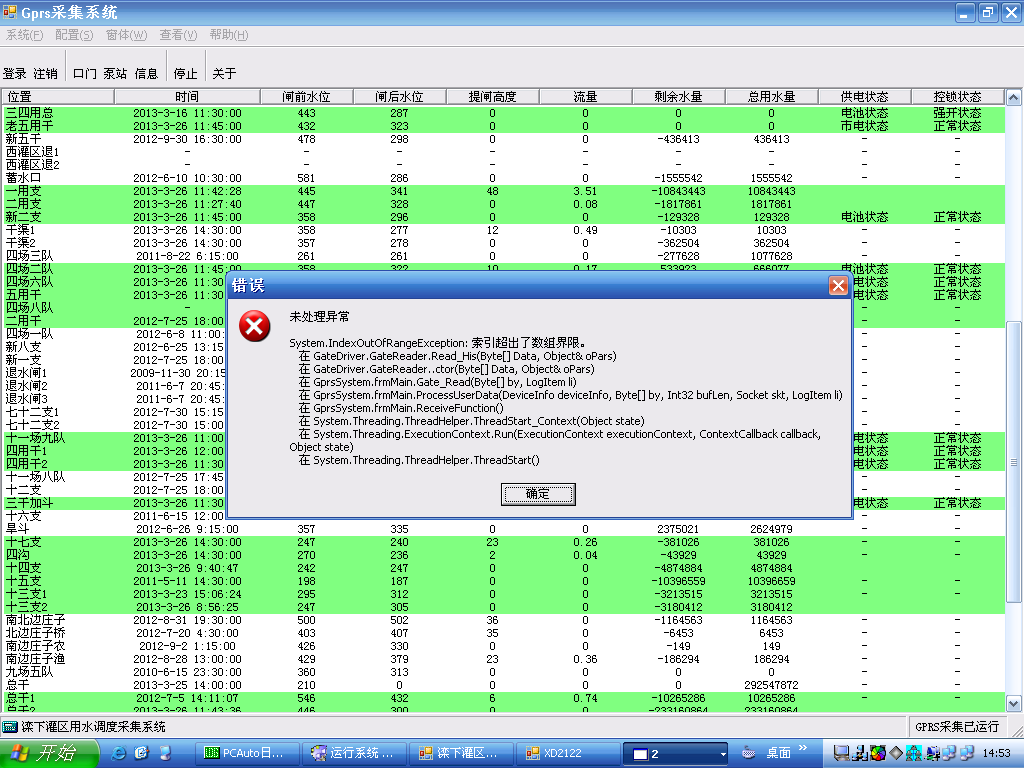 Gprs采集系统
系统(F) 配置(S) 窗体(W) 查看(V) 帮助(H)
登录 注销 口门 泵站 信息 停止 关于
位置 时间 闸前水位 闸后水位 提闸高度 流量 剩余水量 总用水量 供电状态 控锁状态
三四用总 2013-3-16 11:30:00 443 287 0 0 0 0 电池状态 强开状态
老五用干 2013-3-26 11:45:00 432 323 0 0 0 0 市电状态 正常状态
新五干 2012-9-30 16:30:00 478 298 0 0 -436413 436413 - -
西灌区退1 - - - - - - - - -
西灌区退2 - - - - - - - - -
蓄水口 2012-6-10 10:30:00 581 286 0 0 -1555542 1555542 - -
一用支 2013-3-26 11:42:28 445 341 48 3.51 -10843443 10843443 - -
二用支 2013-3-26 11:27:40 447 328 0 0.08 -1817861 1817861 - -
新二支 2013-3-26 11:45:00 358 296 0 0 -129328 129328 电池状态 正常状态
干渠1 2013-3-26 14:30:00 358 277 12 0.49 -10303 10303 - -
干渠2 2013-3-26 14:30:00 357 278 0 0 -362504 362504 - -
四场三队 2011-8-22 6:15:00 261 261 0 0 -277628 1077628 - -
四场二队 2013-3-26 11:45:00 358 322 10 0.17 533923 666077 电池状态 正常状态
四场六队 2013-3-26 11:30 电状态 正常状态
五用干 2013-3-26 11:30 电状态 正常状态
四场八队 -
二用干 2012-7-25 18:00 - -
四场一队 2012-6-8 11:00: - -
新八支 2012-6-25 13:15 - -
新一支 2012-7-25 18:00 - -
退水闸1 2009-11-30 20:15 - -
退水闸2 2011-6-7 20:45: - -
退水闸3 2011-6-7 20:45: - -
七十二支1 2012-7-30 15:15 - -
七十二支2 2012-7-30 15:10 - -
十一场九队 2013-3-26 11:00 电状态 正常状态
四用干1 2013-3-26 12:00 电状态 正常状态
四用干2 2013-3-26 11:30 电状态 正常状态
十一场八队 2012-7-25 17:45 - -
十二支 2012-7-25 18:00 - -
三干加斗 2013-3-26 11:30 电状态 正常状态
十六支 2011-6-15 12:00 - -
旱斗 2012-6-26 9:15:00 357 335 0 0 2375021 2624979 - -
十七支 2013-3-26 14:30:00 247 240 23 0.26 -381026 381026 - -
四沟 2013-3-26 14:30:00 270 236 2 0.04 -43929 43929 - -
十四支 2013-3-26 9:40:47 242 247 0 0 -4874884 4874884 - -
十五支 2011-5-11 14:30:00 198 187 0 0 -10396559 10396659 - -
十三支1 2013-3-23 15:06:24 295 312 0 0 -3213515 3213515 - -
十三支2 2013-3-26 8:56:25 247 305 0 0 -3180412 3180412
南北边庄子 2012-8-31 19:30:00 500 502 36 0 -1164563 1164563 - -
北边庄子桥 2012-7-20 4:30:00 403 407 35 0 -6453 6453 - -
南边庄子农 2012-9-2 1:15:00 426 330 0 0 -149 149 - -
南边庄子渔 2012-8-28 13:00:00 429 379 23 0.36 -186294 186294 - -
九场五队 2010-6-15 23:30:00 360 313 0 0 0 0 - -
总干 2013-3-25 14:00:00 210 0 0 0 0 292547872 - -
总干1 2012-7-5 14:11:07 546 432 6 0.74 -10265286 10265286 - -
总干2 2013-3-26 11:43:36 446 300 0 0 -233160864 233160864 - -
错误
未处理异常
System.IndexOutOfRangeException: 索引超出了数组界限。
在 GateDriver.GateReader.Read_His(Byte[] Data, Object& oPars)
在 GateDriver.GateReader..ctor(Byte[] Data, Object& oPars)
在 GprsSystem.frmMain.Gate_Read(Byte[] by, LogItem li)
在 GprsSystem.frmMain.ProcessUserData(DeviceInfo deviceInfo, Byte[] by, Int32 bufLen, Socket skt, LogItem li)
在 GprsSystem.frmMain.ReceiveFunction()
在 System.Threading.ThreadHelper.ThreadStart_Context(Object state)
在 System.Threading.ExecutionContext.Run(ExecutionContext executionContext, ContextCallback callback,
Object state)
在 System.Threading.ThreadHelper.ThreadStart()
确定
滦下灌区用水调度采集系统 GPRS采集已运行
开始 PCAuto日... 运行系统 ... 滦下灌区... XD2122 2 桌面 » 14:53